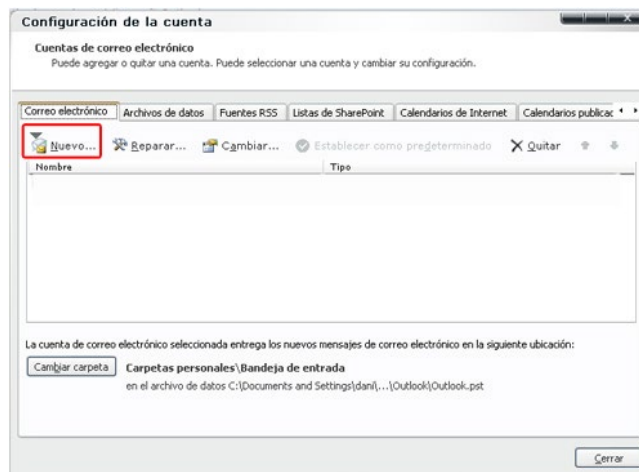 Configuración de la cuenta
Cuentas de correo electrónico
Puede agregar o quitar una cuenta. Puede seleccionar una cuenta y cambiar su configuración.
Correo electrónico Archivos de datos Fuentes RSS Listas de SharePoint Calendarios de Internet Calendarios publicac
Nuevo... Reparar... Cambiar... Establecer como predeterminado Quitar
Nombre Tipo
La cuenta de correo electrónico seleccionada entrega los nuevos mensajes de correo electrónico en la siguiente ubicación:
Cambiar carpeta Carpetas personales\Bandeja de entrada
en el archivo de datos C:\Documents and Settings\dani\...\Outlook\Outlook.pst
Cerrar